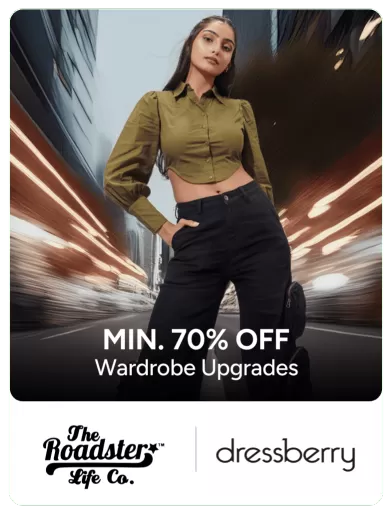 MIN. 70% OFF
Wardrobe Upgrades
The
Roadster™
Life Co.
dressberry